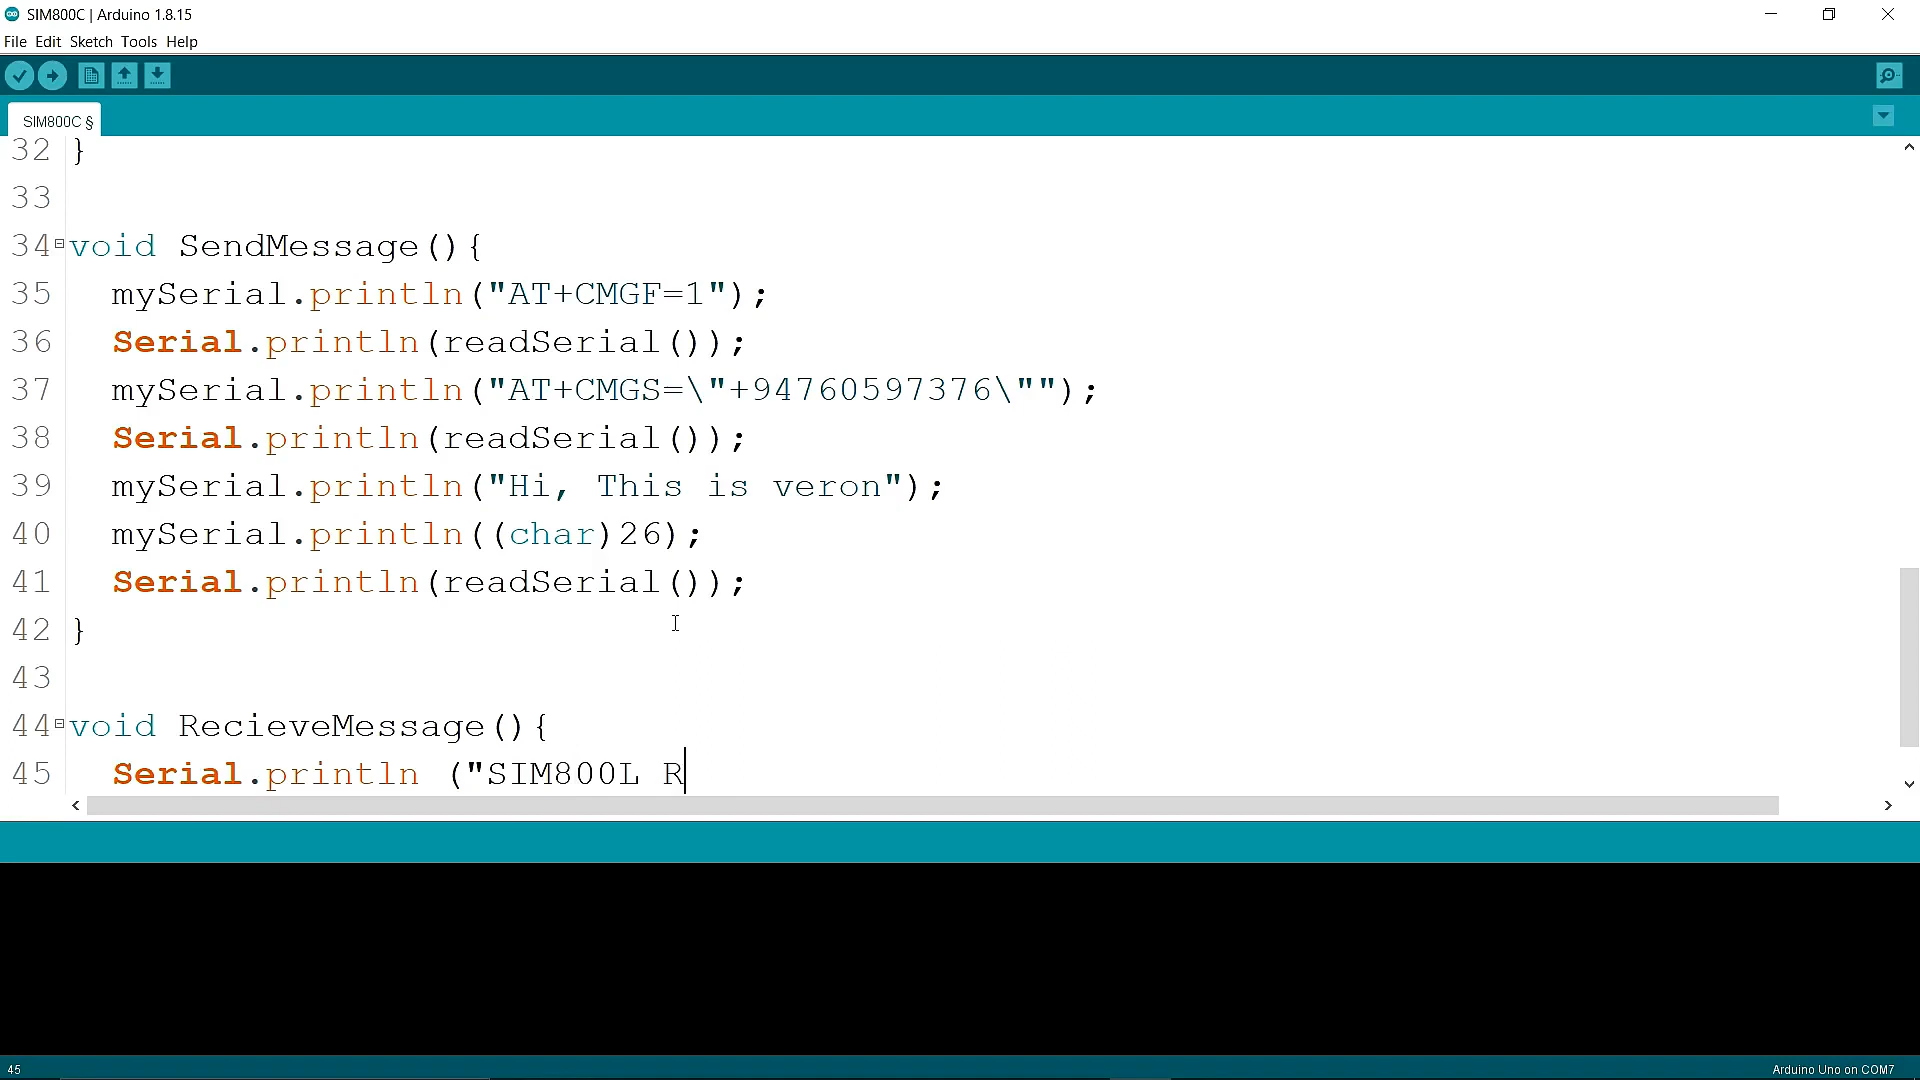 SIM800C | Arduino 1.8.15
File Edit Sketch Tools Help
SIM800C §
32 }
33
34 void SendMessage(){
35 mySerial.println("AT+CMGF=1");
36 Serial.println(readSerial());
37 mySerial.println("AT+CMGS=\"+94760597376\"");
38 Serial.println(readSerial());
39 mySerial.println("Hi, This is veron");
40 mySerial.println((char)26);
41 Serial.println(readSerial());
42 }
43
44 void RecieveMessage(){
45 Serial.println ("SIM800L R
45
Arduino Uno on COM7